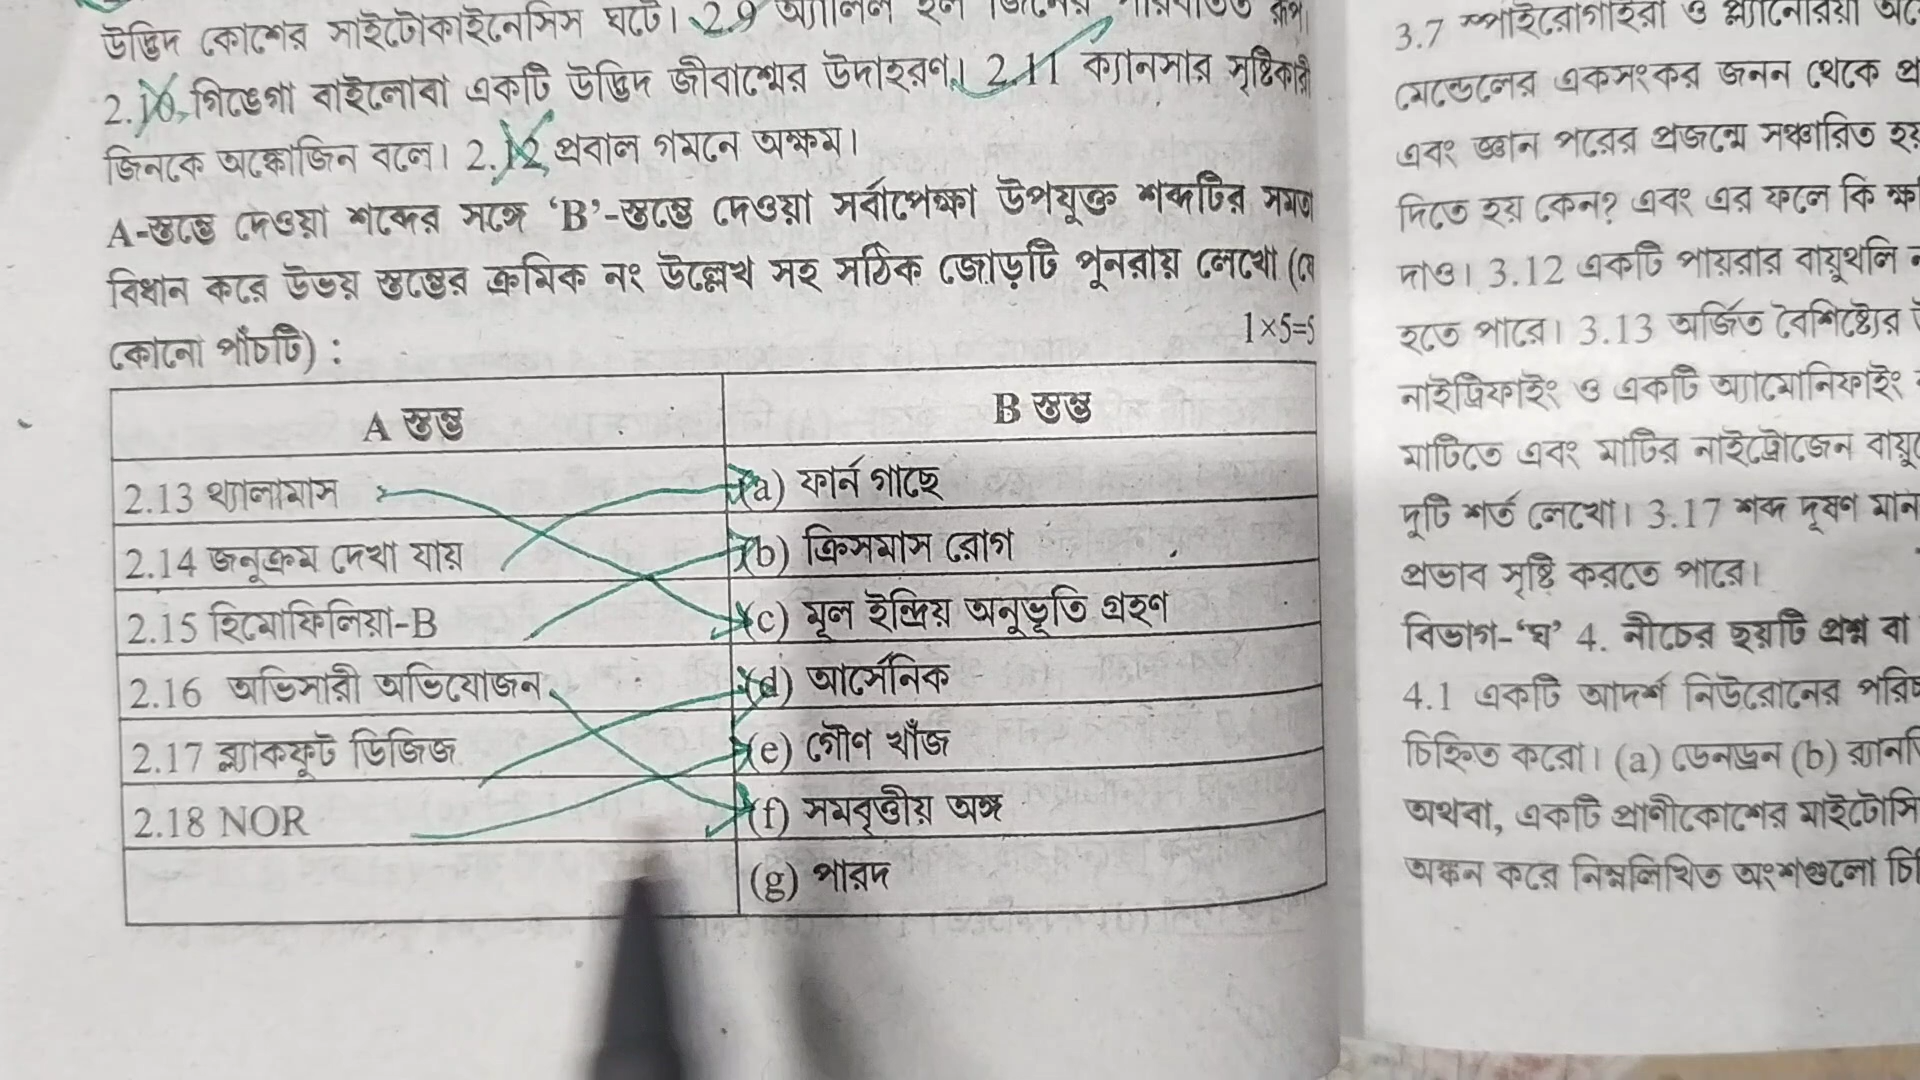 উদ্ভিদ কোশের সাইটোকাইনেসিস ঘটে। 2.9 অ্যালিল হল জিনের রূপ।
2.10 গিঙেগা বাইলোবা একটি উদ্ভিদ জীবাশ্মের উদাহরণ। 2.11 ক্যানসার সৃষ্টিকারী
জিনকে অঙ্কোজিন বলে। 2.12 প্রবাল গমনে অক্ষম।
A-স্তম্ভে দেওয়া শব্দের সঙ্গে ‘B’-স্তম্ভে দেওয়া সর্বাপেক্ষা উপযুক্ত শব্দটির সমতা
বিধান করে উভয় স্তম্ভের ক্রমিক নং উল্লেখ সহ সঠিক জোড়টি পুনরায় লেখো (যে
কোনো পাঁচটি) : 1×5=5
A স্তম্ভ
B স্তম্ভ
2.13 থ্যালামাস
(a) ফার্ন গাছে
2.14 জনুক্রম দেখা যায়
(b) ক্রিসমাস রোগ
2.15 হিমোফিলিয়া-B
(c) মূল ইন্দ্রিয় অনুভূতি গ্রহণ
2.16 অভিসারী অভিযোজন
(d) আর্সেনিক
2.17 ব্ল্যাকফুট ডিজিজ
(e) গৌণ খাঁজ
2.18 NOR
(f) সমবৃত্তীয় অঙ্গ
(g) পারদ
3.7 স্পাইরোগাইরা ও প্ল্যানেরিয়া
মেন্ডেলের একসংকর জনন থেকে
এবং জ্ঞান পরের প্রজন্মে সঞ্চারিত হয়
দিতে হয় কেন? এবং এর ফলে কি
দাও। 3.12 একটি পায়রার বায়ুথলি
হতে পারে। 3.13 অর্জিত বৈশিষ্ট্যের
নাইট্রিফাইং ও একটি অ্যামোনিফাইং
মাটিতে এবং মাটির নাইট্রোজেন
দুটি শর্ত লেখো। 3.17 শব্দ দূষণ
প্রভাব সৃষ্টি করতে পারে।
বিভাগ-‘ঘ’ 4. নীচের ছয়টি প্রশ্ন বা
4.1 একটি আদর্শ নিউরোনের
চিহ্নিত করো। (a) ডেনড্রন (b)
অথবা, একটি প্রাণীকোশের
অঙ্কন করে নিম্নলিখিত অংশগুলো